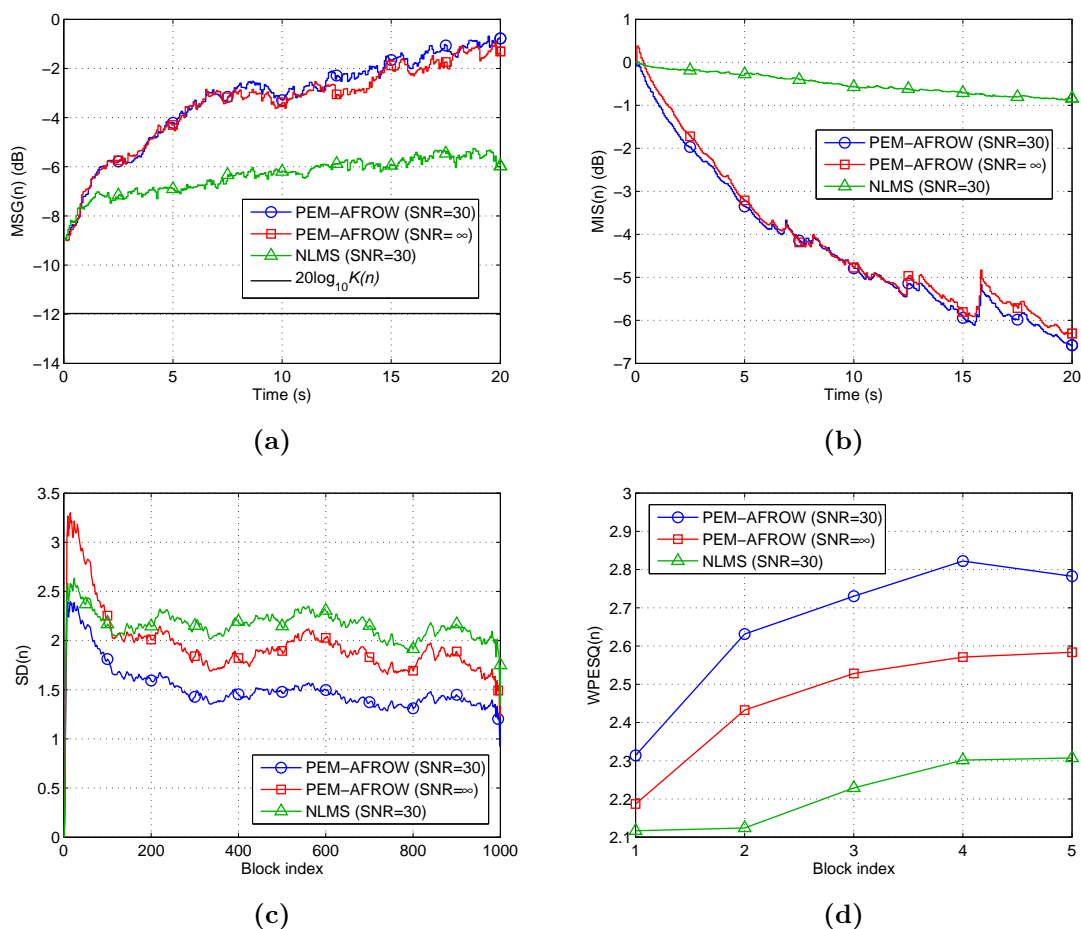 MSG(n) (dB)
0
−2
−4
−6
−8
−10
−12
−14
0
5
10
15
20
Time (s)
PEM−AFROW (SNR=30)
PEM−AFROW (SNR= ∞)
NLMS (SNR=30)
20log10K(n)
(a)
MIS(n) (dB)
1
0
−1
−2
−3
−4
−5
−6
−7
0
5
10
15
20
Time (s)
PEM−AFROW (SNR=30)
PEM−AFROW (SNR= ∞)
NLMS (SNR=30)
(b)
SD(n)
3.5
3
2.5
2
1.5
1
0.5
0
0
200
400
600
800
1000
Block index
PEM−AFROW (SNR=30)
PEM−AFROW (SNR=∞)
NLMS (SNR=30)
(c)
WPESQ(n)
3
2.9
2.8
2.7
2.6
2.5
2.4
2.3
2.2
2.1
1
2
3
4
5
Block index
PEM−AFROW (SNR=30)
PEM−AFROW (SNR=∞)
NLMS (SNR=30)
(d)